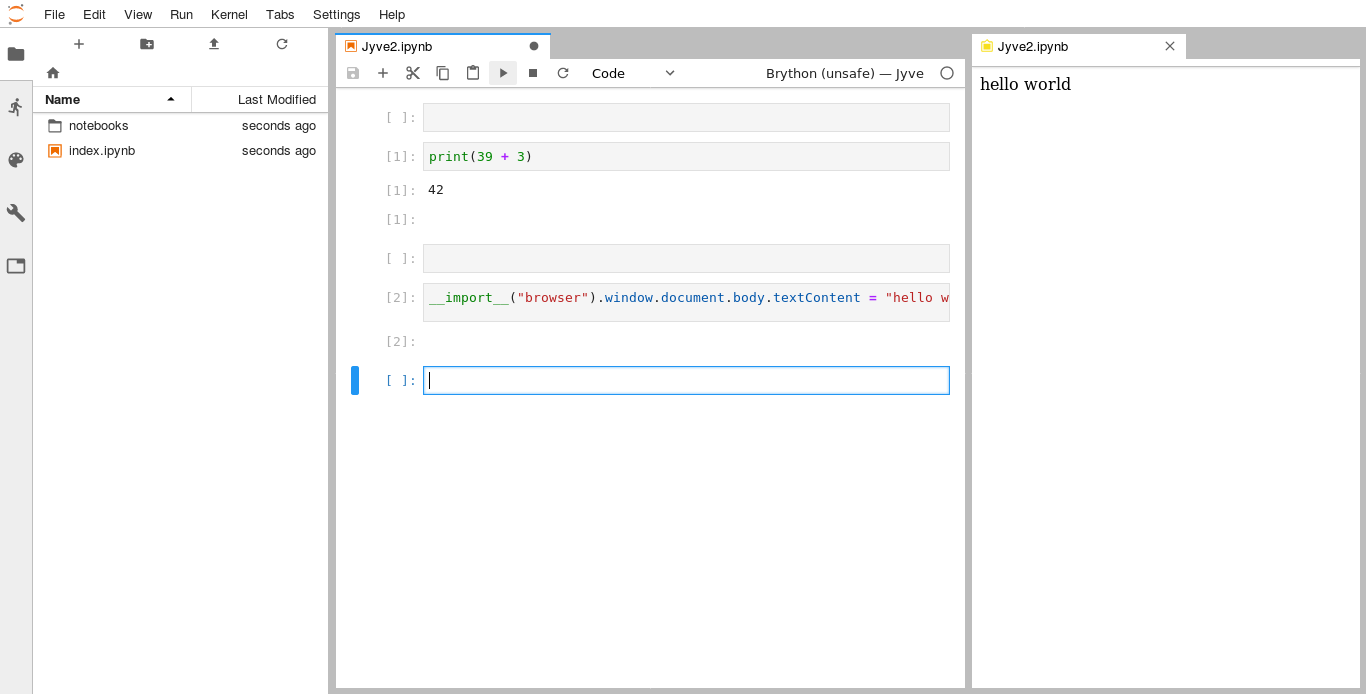 File Edit View Run Kernel Tabs Settings Help
Name Last Modified
notebooks seconds ago
index.ipynb seconds ago
Jyve2.ipynb
Code Brython (unsafe) — Jyve
[ ]:
[1]: print(39 + 3)
[1]: 42
[1]:
[ ]:
[2]: __import__("browser").window.document.body.textContent = "hello w
[2]:
[ ]:
Jyve2.ipynb
hello world